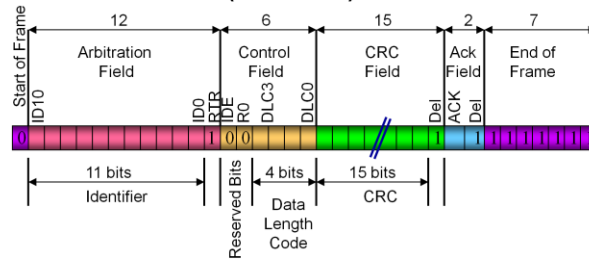 12 6 15 2 7
Start of Frame
Arbitration
Field
Control
Field
CRC
Field
Ack
Field
End of
Frame
ID10 ID0 RTR IDE R0 DLC3 DLC0 Del ACK Del
0 1 0 0 1 1 1 1 1 1 1 1 1
11 bits 4 bits 15 bits
Identifier
Reserved Bits
Data
Length
Code
CRC